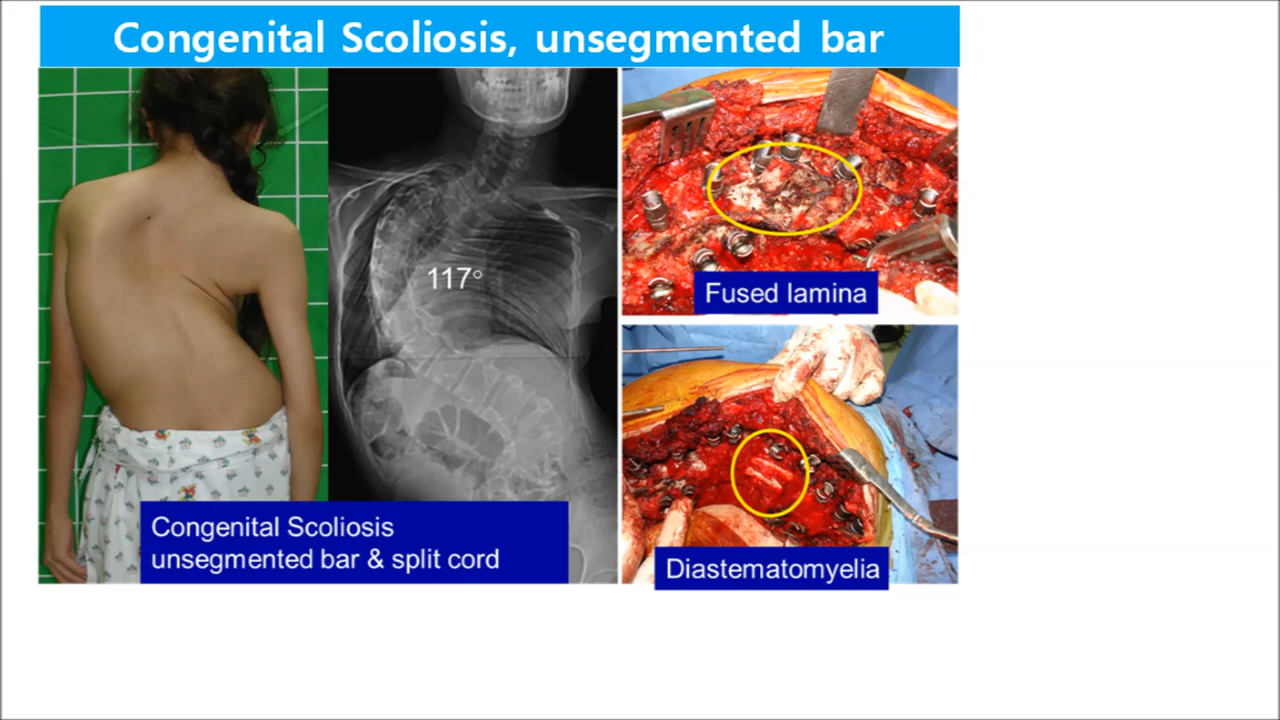 Congenital Scoliosis, unsegmented bar
117°
Fused lamina
Congenital Scoliosis
unsegmented bar & split cord
Diastematomyelia